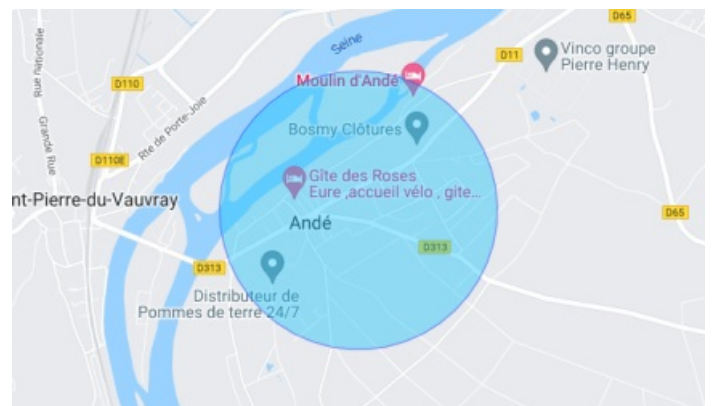 D65
Seine
D11
Vinco groupe
Pierre Henry
Rue Nationale
Moulin d'Andé
D110
Rte de Porte-Joie
Bosmy Clôtures
Grande Rue
D110E
Gîte des Roses
Eure ,accueil vélo , gite...
nt-Pierre-du-Vauvray
D65
Andé
D313
D313
Distributeur de
Pommes de terre 24/7